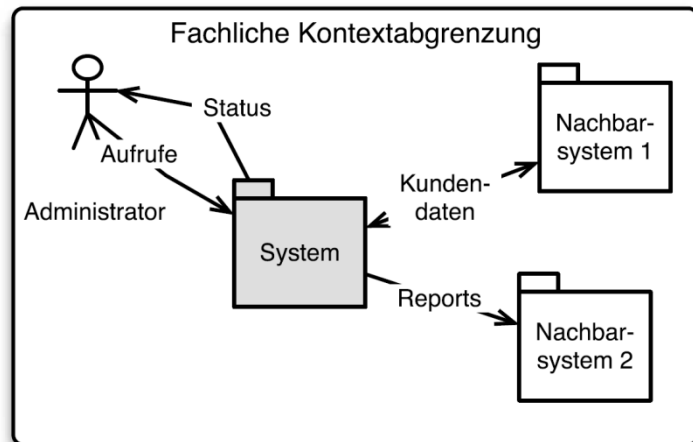 Fachliche Kontextabgrenzung
Status
Aufrufe
Administrator
System
Kunden-
daten
Reports
Nachbar-
system 1
Nachbar-
system 2